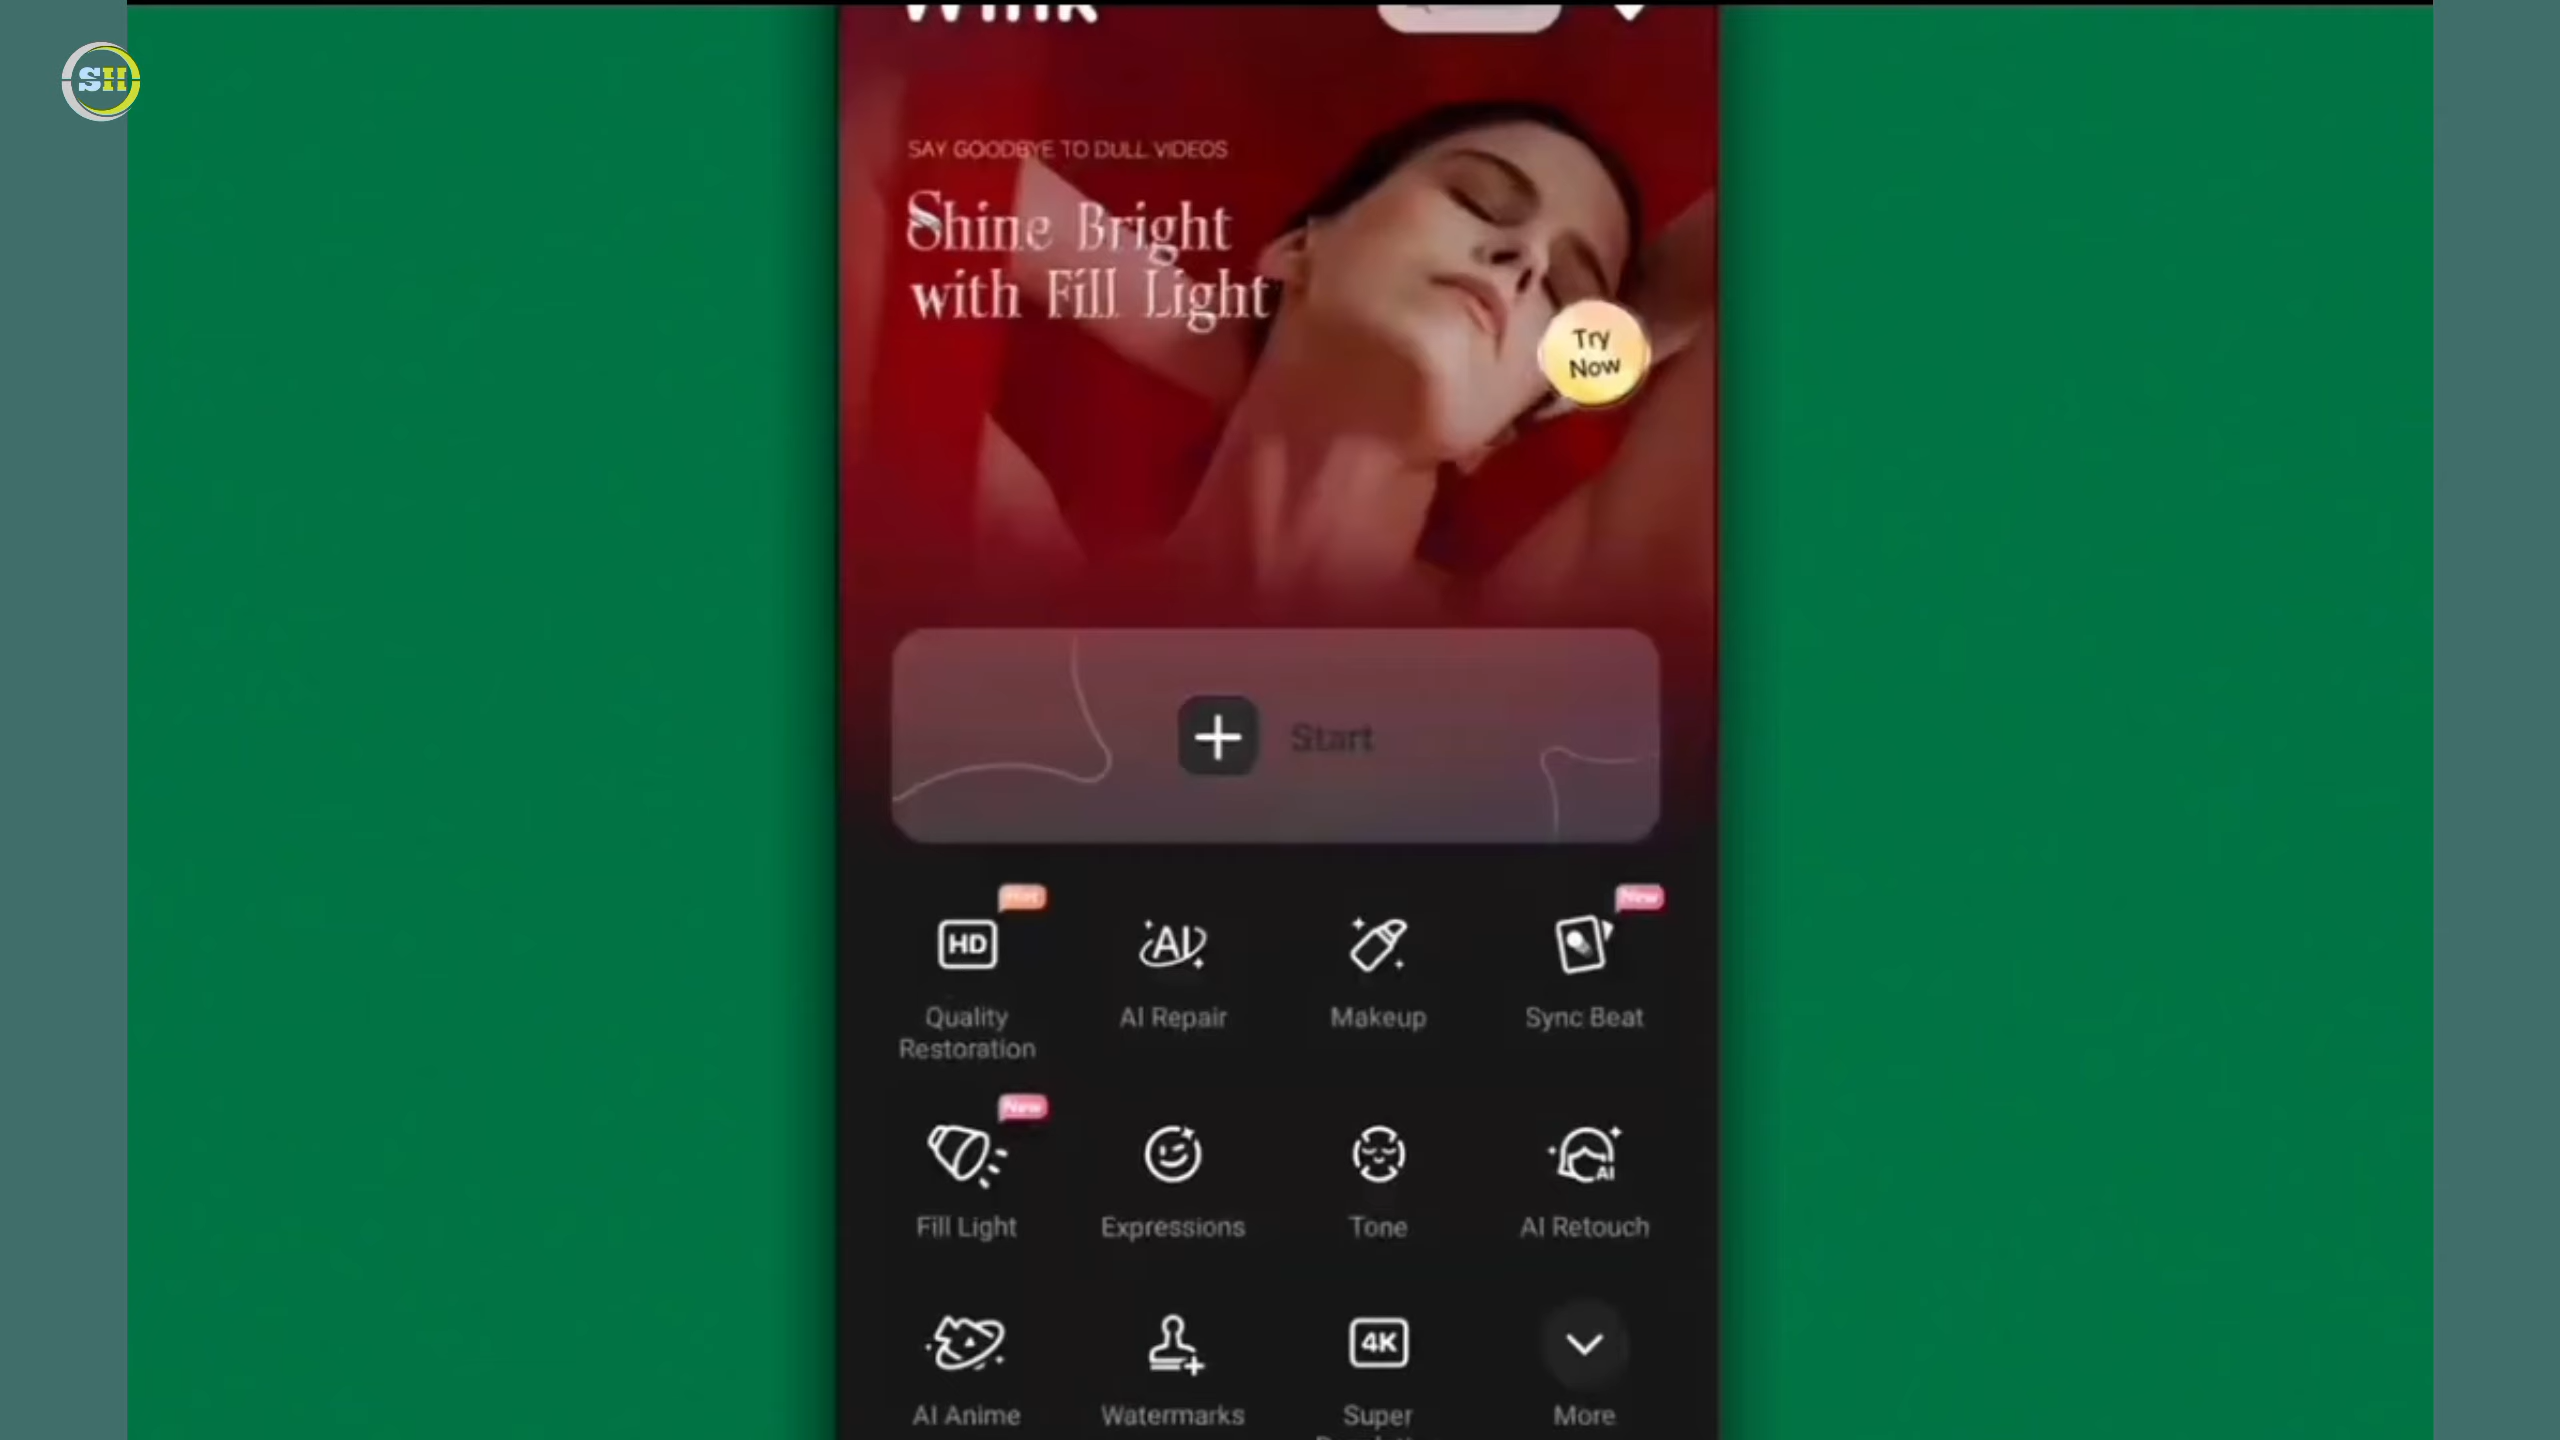 SH
Wink
SAY GOODBYE TO DULL VIDEOS
Shine Bright
with Fill Light
Try
Now
Start
Hot
New
HD
AI
Quality
Restoration
AI Repair
Makeup
Sync Beat
New
AI
Fill Light
Expressions
Tone
AI Retouch
4K
AI Anime
Watermarks
Super
More